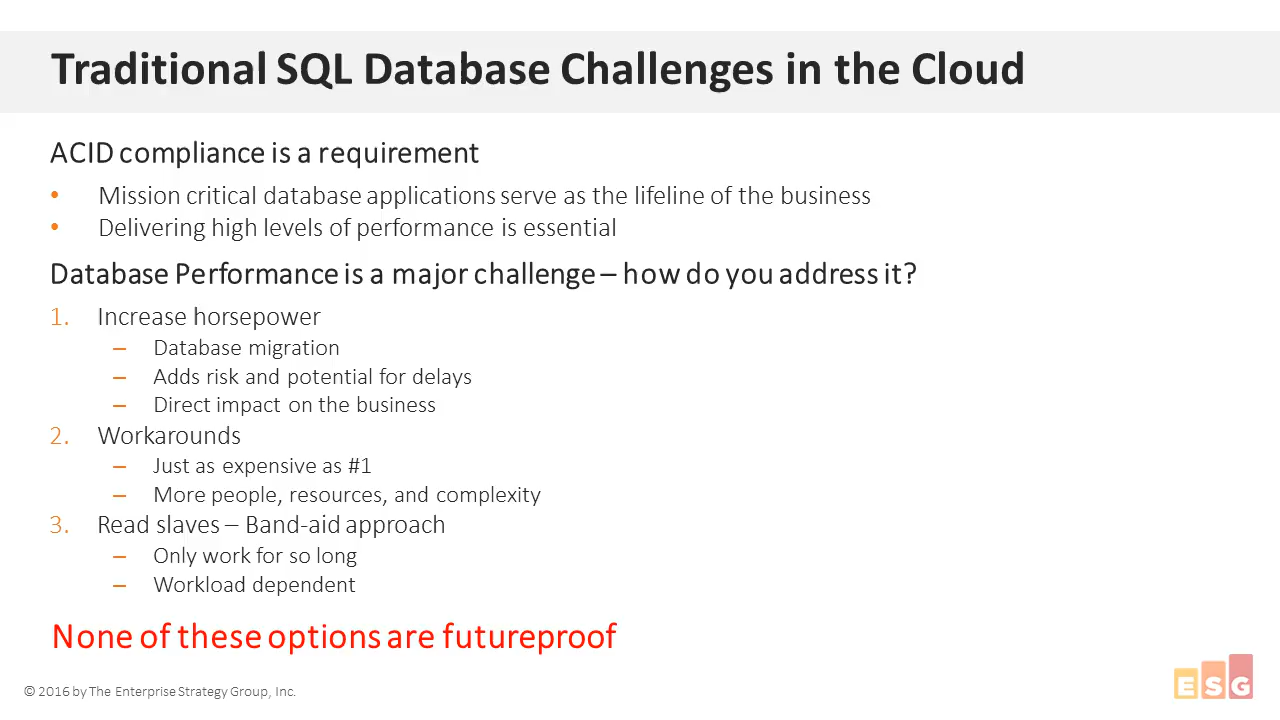 Traditional SQL Database Challenges in the Cloud
ACID compliance is a requirement
• Mission critical database applications serve as the lifeline of the business
• Delivering high levels of performance is essential
Database Performance is a major challenge – how do you address it?
1. Increase horsepower
– Database migration
– Adds risk and potential for delays
– Direct impact on the business
2. Workarounds
– Just as expensive as #1
– More people, resources, and complexity
3. Read slaves – Band-aid approach
– Only work for so long
– Workload dependent
None of these options are futureproof
© 2016 by The Enterprise Strategy Group, Inc.
ESG